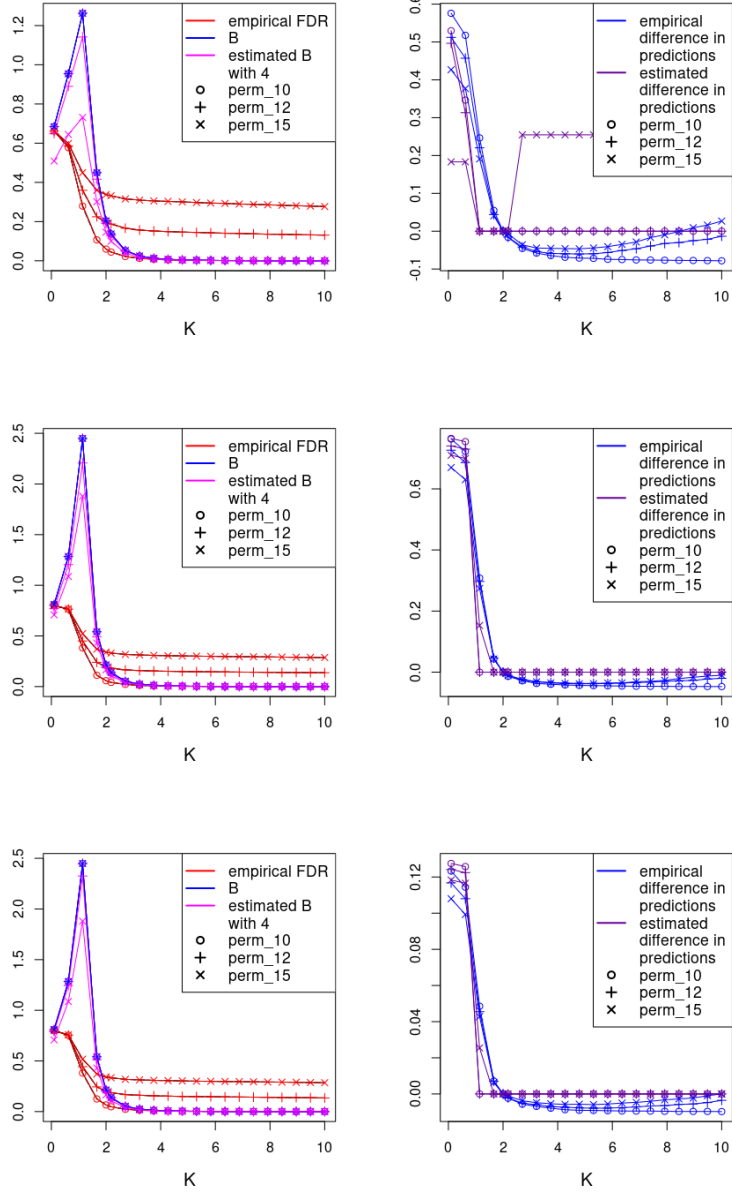 1.2
1.0
0.8
0.6
0.4
0.2
0.0
0 2 4 6 8 10
K
empirical FDR
B
estimated B
with 4
perm_10
perm_12
perm_15
0.6
0.5
0.4
0.3
0.2
0.1
0.0
-0.1
0 2 4 6 8 10
K
empirical
difference in
predictions
estimated
difference in
predictions
perm_10
perm_12
perm_15
2.5
2.0
1.5
1.0
0.5
0.0
0 2 4 6 8 10
K
empirical FDR
B
estimated B
with 4
perm_10
perm_12
perm_15
0.6
0.4
0.2
0.0
0 2 4 6 8 10
K
empirical
difference in
predictions
estimated
difference in
predictions
perm_10
perm_12
perm_15
2.5
2.0
1.5
1.0
0.5
0.0
0 2 4 6 8 10
K
empirical FDR
B
estimated B
with 4
perm_10
perm_12
perm_15
0.12
0.08
0.04
0.00
0 2 4 6 8 10
K
empirical
difference in
predictions
estimated
difference in
predictions
perm_10
perm_12
perm_15